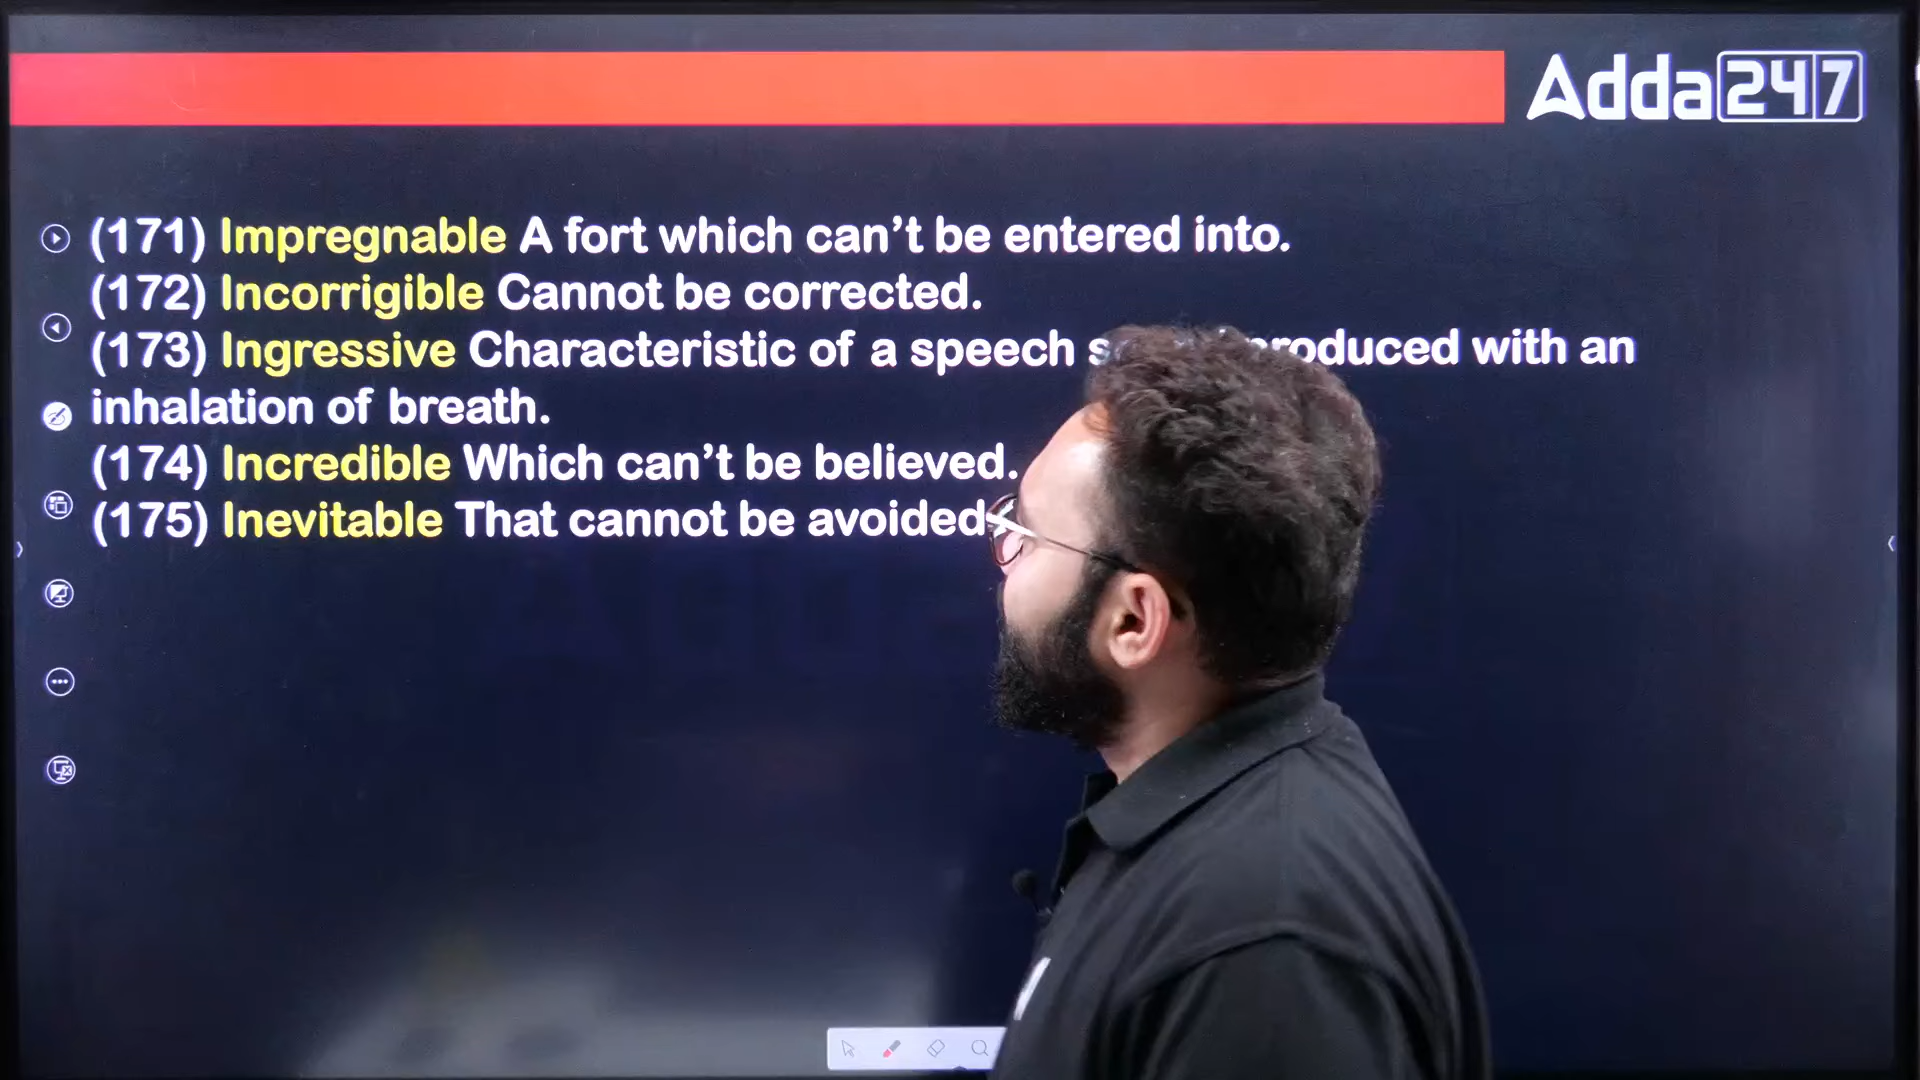 Adda247
(171) Impregnable A fort which can’t be entered into.
(172) Incorrigible Cannot be corrected.
(173) Ingressive Characteristic of a speech produced with an
inhalation of breath.
(174) Incredible Which can’t be believed.
(175) Inevitable That cannot be avoided